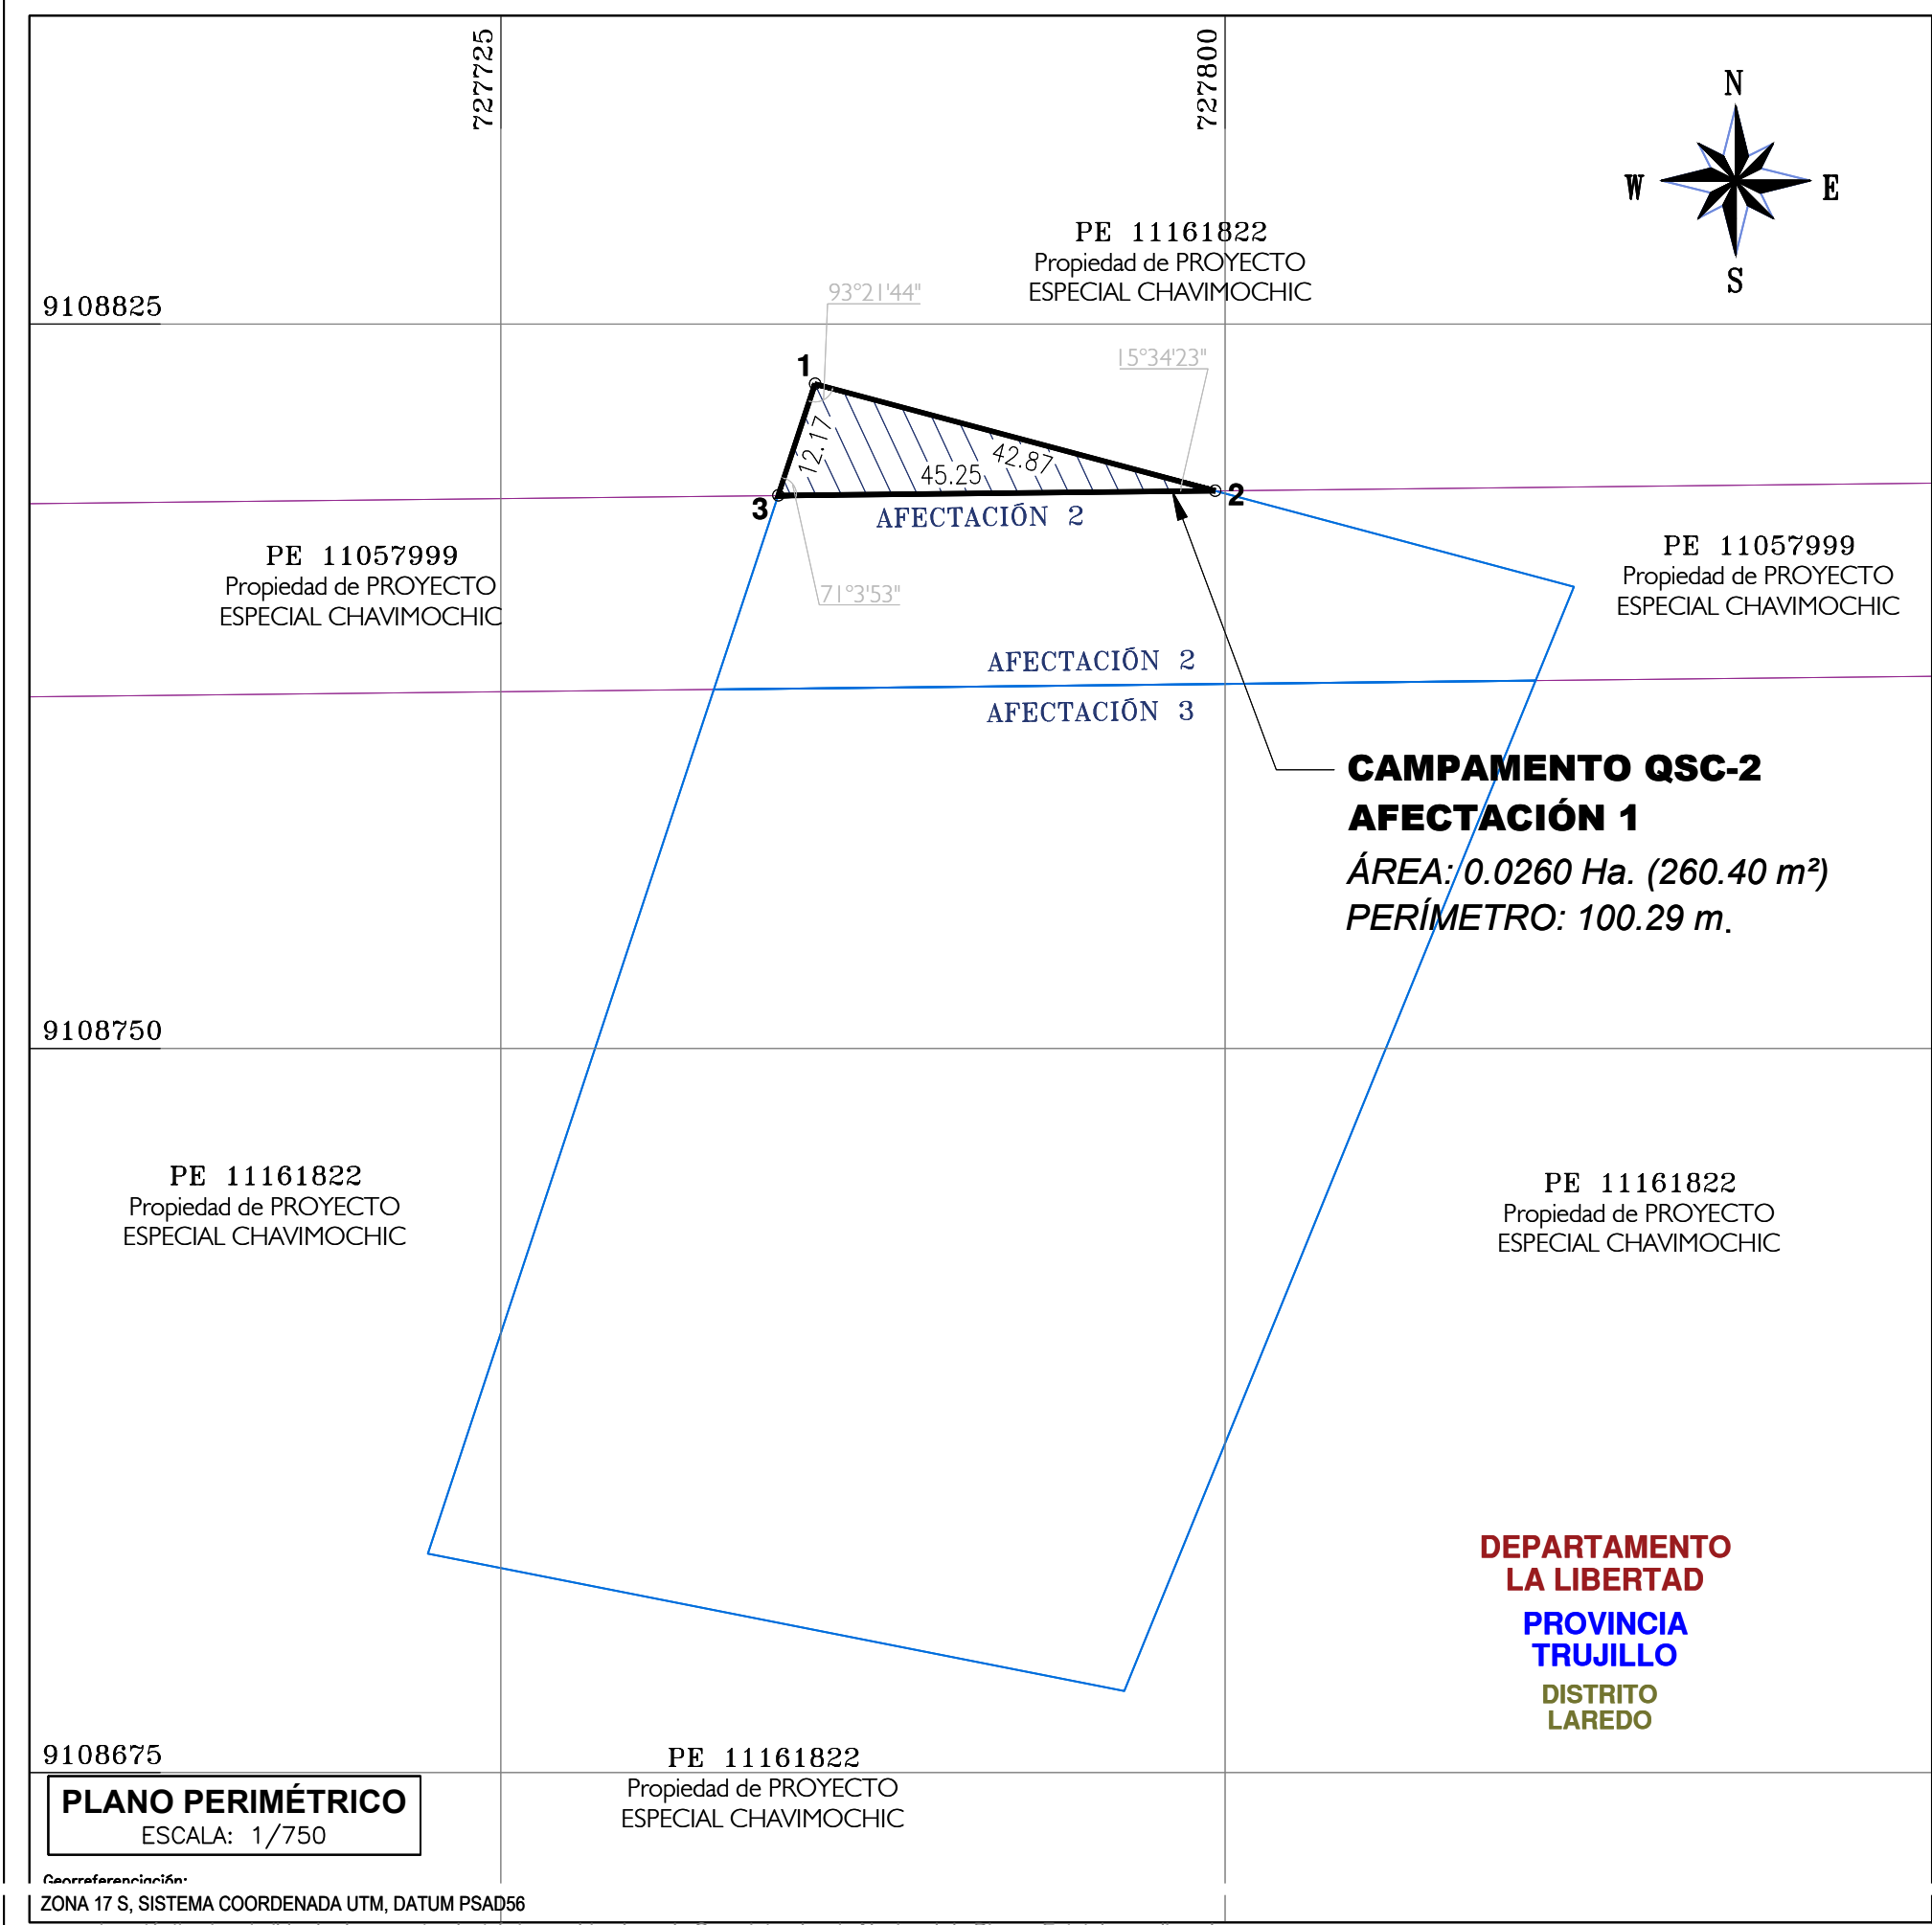 727725
727800
N
W E
S
PE 11161822
Propiedad de PROYECTO
ESPECIAL CHAVIMOCHIC
9108825
93°21'44"
15°34'23"
1
12.17
42.87
45.25
3
2
AFECTACIÓN 2
PE 11057999
Propiedad de PROYECTO
ESPECIAL CHAVIMOCHIC
PE 11057999
Propiedad de PROYECTO
ESPECIAL CHAVIMOCHIC
71°3'53"
AFECTACIÓN 2
AFECTACIÓN 3
CAMPAMENTO QSC-2
AFECTACIÓN 1
ÁREA: 0.0260 Ha. (260.40 m²)
PERÍMETRO: 100.29 m.
9108750
PE 11161822
Propiedad de PROYECTO
ESPECIAL CHAVIMOCHIC
PE 11161822
Propiedad de PROYECTO
ESPECIAL CHAVIMOCHIC
DEPARTAMENTO
LA LIBERTAD
PROVINCIA
TRUJILLO
DISTRITO
LAREDO
9108675
PE 11161822
Propiedad de PROYECTO
ESPECIAL CHAVIMOCHIC
PLANO PERIMÉTRICO
ESCALA: 1/750
Georreferenciación:
ZONA 17 S, SISTEMA COORDENADA UTM, DATUM PSAD56